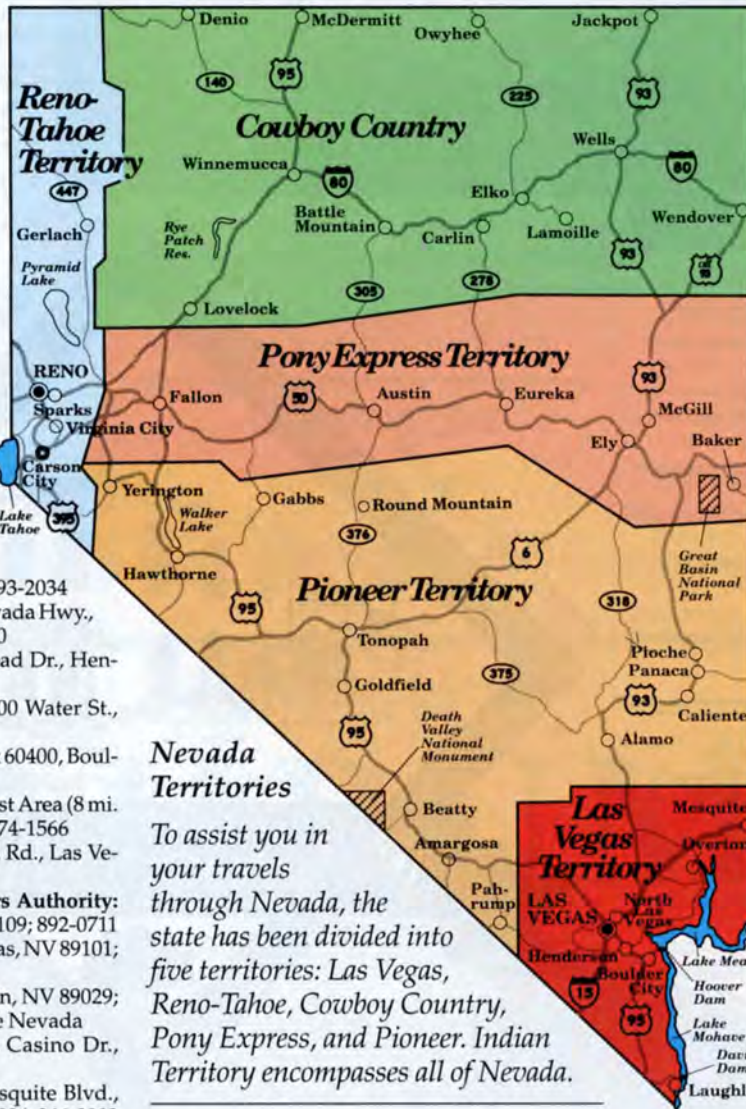 Denio
McDermitt
Owyhee
Jackpot
95
140
225
93
Reno-
Tahoe
Territory
Cowboy Country
Wells
447
Winnemucca
80
80
Elko
Gerlach
Rye
Patch
Res.
Battle
Mountain
Carlin
Lamoille
Wendover
Pyramid
Lake
93
93
305
278
Lovelock
Pony Express Territory
RENO
Sparks
Virginia City
Fallon
50
Austin
Eureka
93
McGill
Ely
Baker
Carson
City
Lake
Tahoe
395
Yerington
Walker
Lake
Gabbs
Round Mountain
376
Hawthorne
6
Great
Basin
National
Park
Pioneer Territory
95
318
Tonopah
375
Pioche
Panaca
93
Caliente
Goldfield
95
Death
Valley
National
Monument
Alamo
Beatty
Amargosa
Pah-
rump
Las
Vegas
Territory
Mesquite
Overton
LAS
VEGAS
North
Las
Vegas
Henderson
Boulder
City
15
95
Lake Mea
Hoover
Dam
Lake
Mohave
Davi
Dam
Laughl
93-2034
rada Hwy.,
0
ad Dr., Hen-
00 Water St.,
60400, Boul-
st Area (8 mi.
74-1566
Rd., Las Ve-
rs Authority:
109; 892-0711
as, NV 89101;
n, NV 89029;
e Nevada
Casino Dr.,
squite Blvd.,
Nevada
Territories
To assist you in
your travels
through Nevada, the
state has been divided into
five territories: Las Vegas,
Reno-Tahoe, Cowboy Country,
Pony Express, and Pioneer. Indian
Territory encompasses all of Nevada.